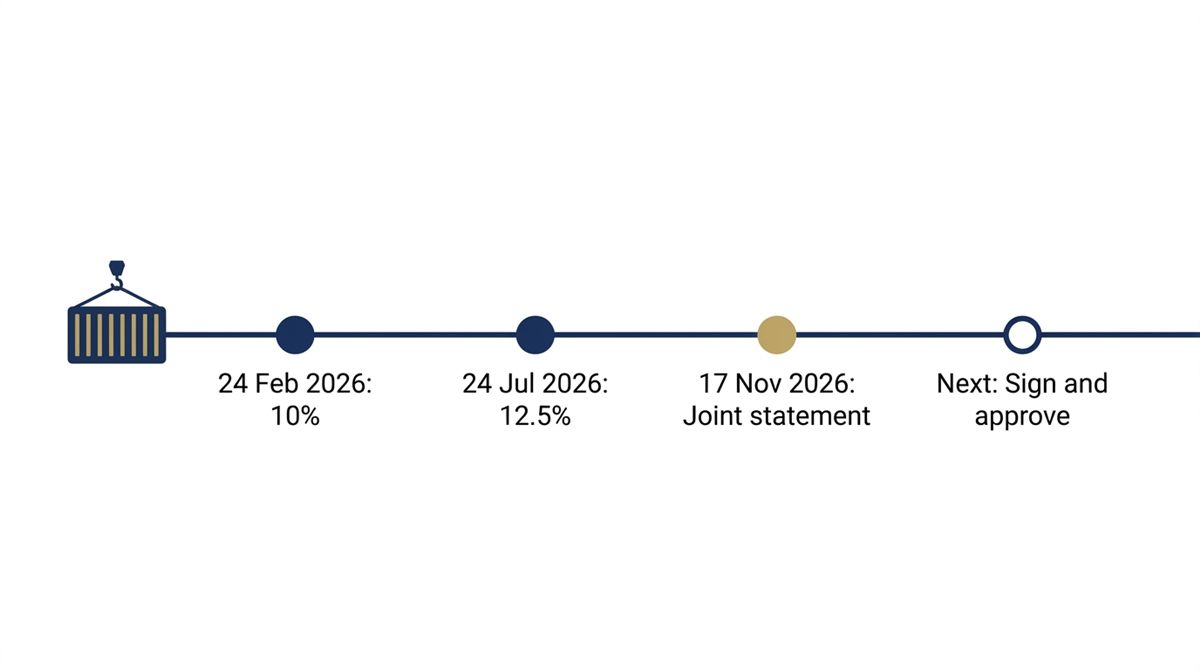 24 Feb 2026:
10%
24 Jul 2026:
12.5%
17 Nov 2026:
Joint statement
Next: Sign and
approve